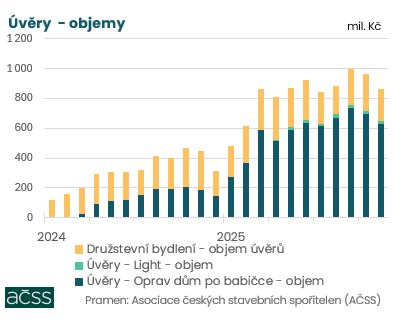 Úvěry - objemy
mil. Kč
1 200
1 000
800
600
400
200
0
2024
2025
Družstevní bydlení - objem úvěrů
Úvěry - Light - objem
Úvěry - Oprav dům po babičce - objem
ačss
Pramen: Asociace českých stavebních spořitelen (AČSS)